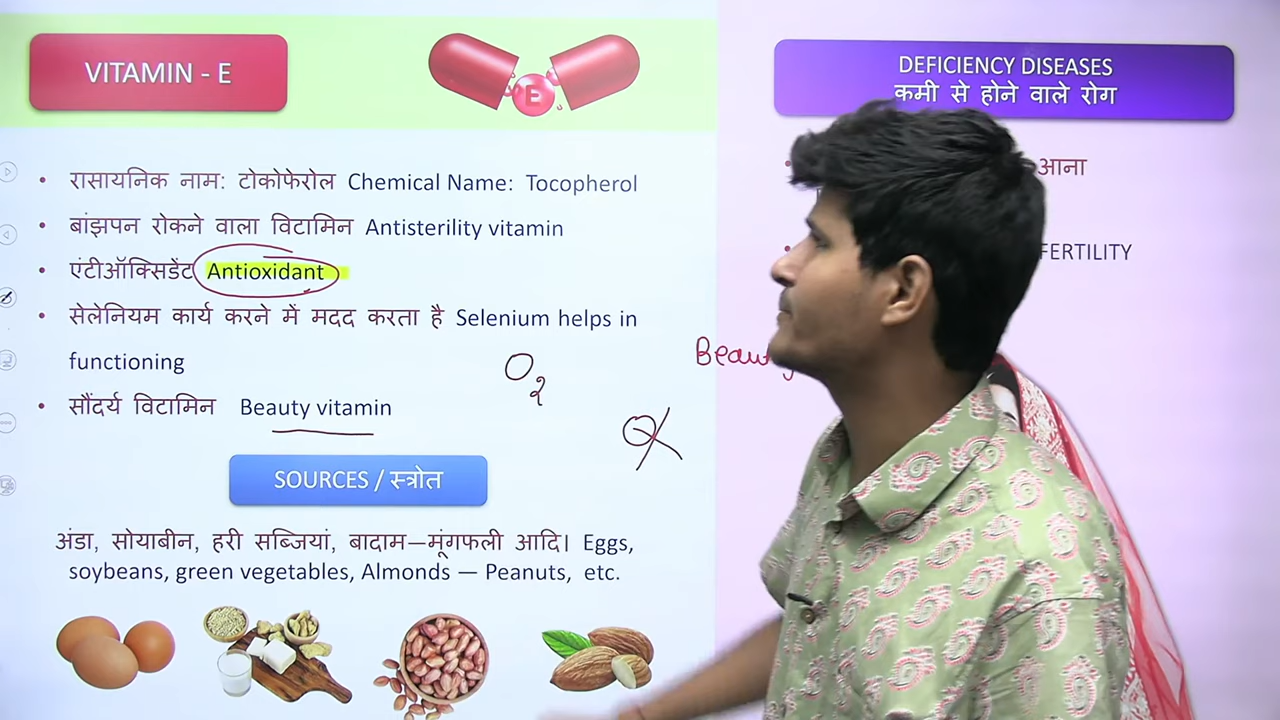 VITAMIN - E
E
रासायनिक नाम: टोकोफेरोल Chemical Name: Tocopherol
बांझपन रोकने वाला विटामिन Antisterility vitamin
एंटीऑक्सिडेंट Antioxidant
सेलेनियम कार्य करने में मदद करता है Selenium helps in
functioning
सौंदर्य विटामिन Beauty vitamin
O2
SOURCES / स्त्रोत
अंडा, सोयाबीन, हरी सब्जियां, बादाम—मूंगफली आदि। Eggs,
soybeans, green vegetables, Almonds — Peanuts, etc.
DEFICIENCY DISEASES
कमी से होने वाले रोग
आना
FERTILITY